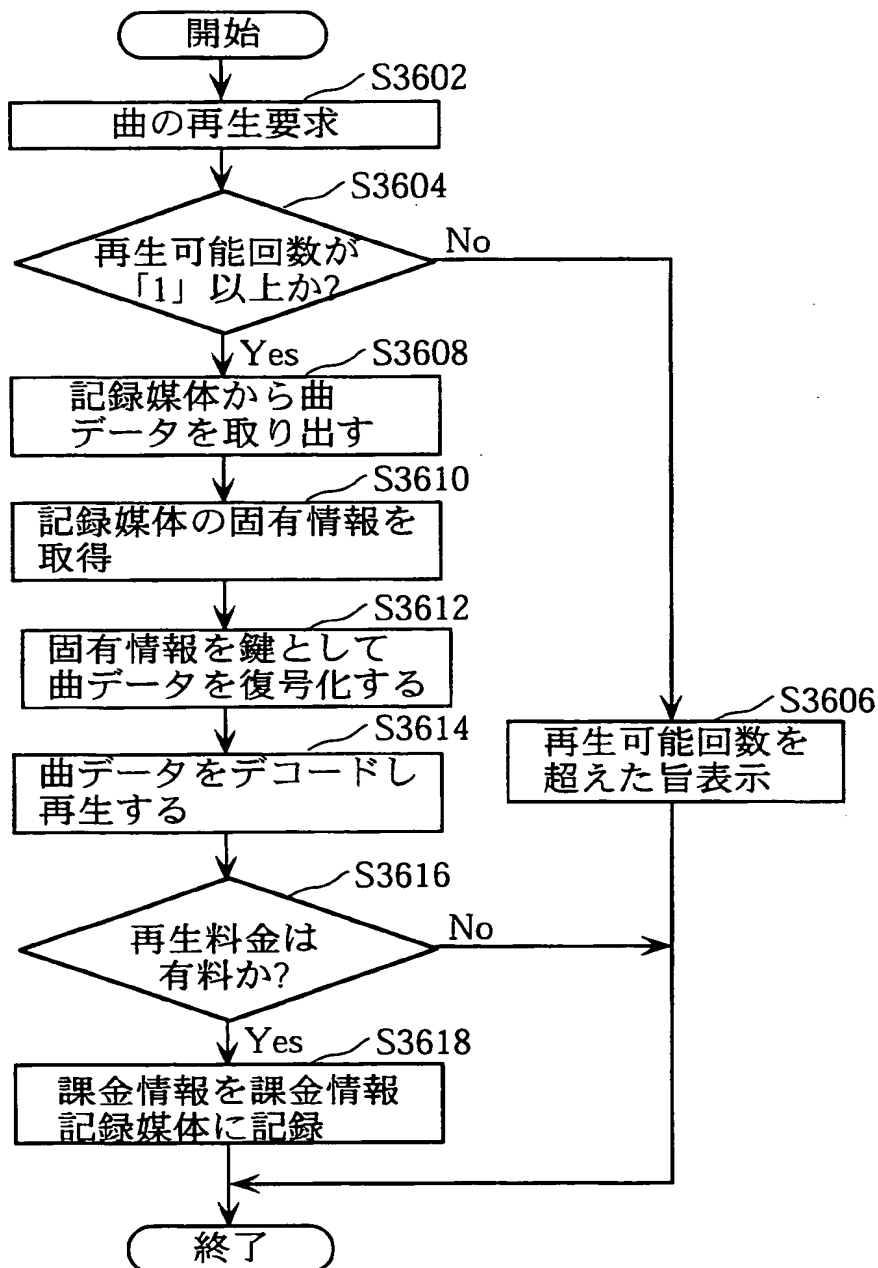 開始
S3602
曲の再生要求
S3604
再生可能回数が
「1」以上か?
No
Yes
S3608
記録媒体から曲
データを取り出す
S3610
記録媒体の固有情報を
取得
S3612
固有情報を鍵として
曲データを復号化する
S3614
曲データをデコードし
再生する
S3606
再生可能回数を
超えた旨表示
S3616
再生料金は
有料か?
No
Yes
S3618
課金情報を課金情報
記録媒体に記録
終了